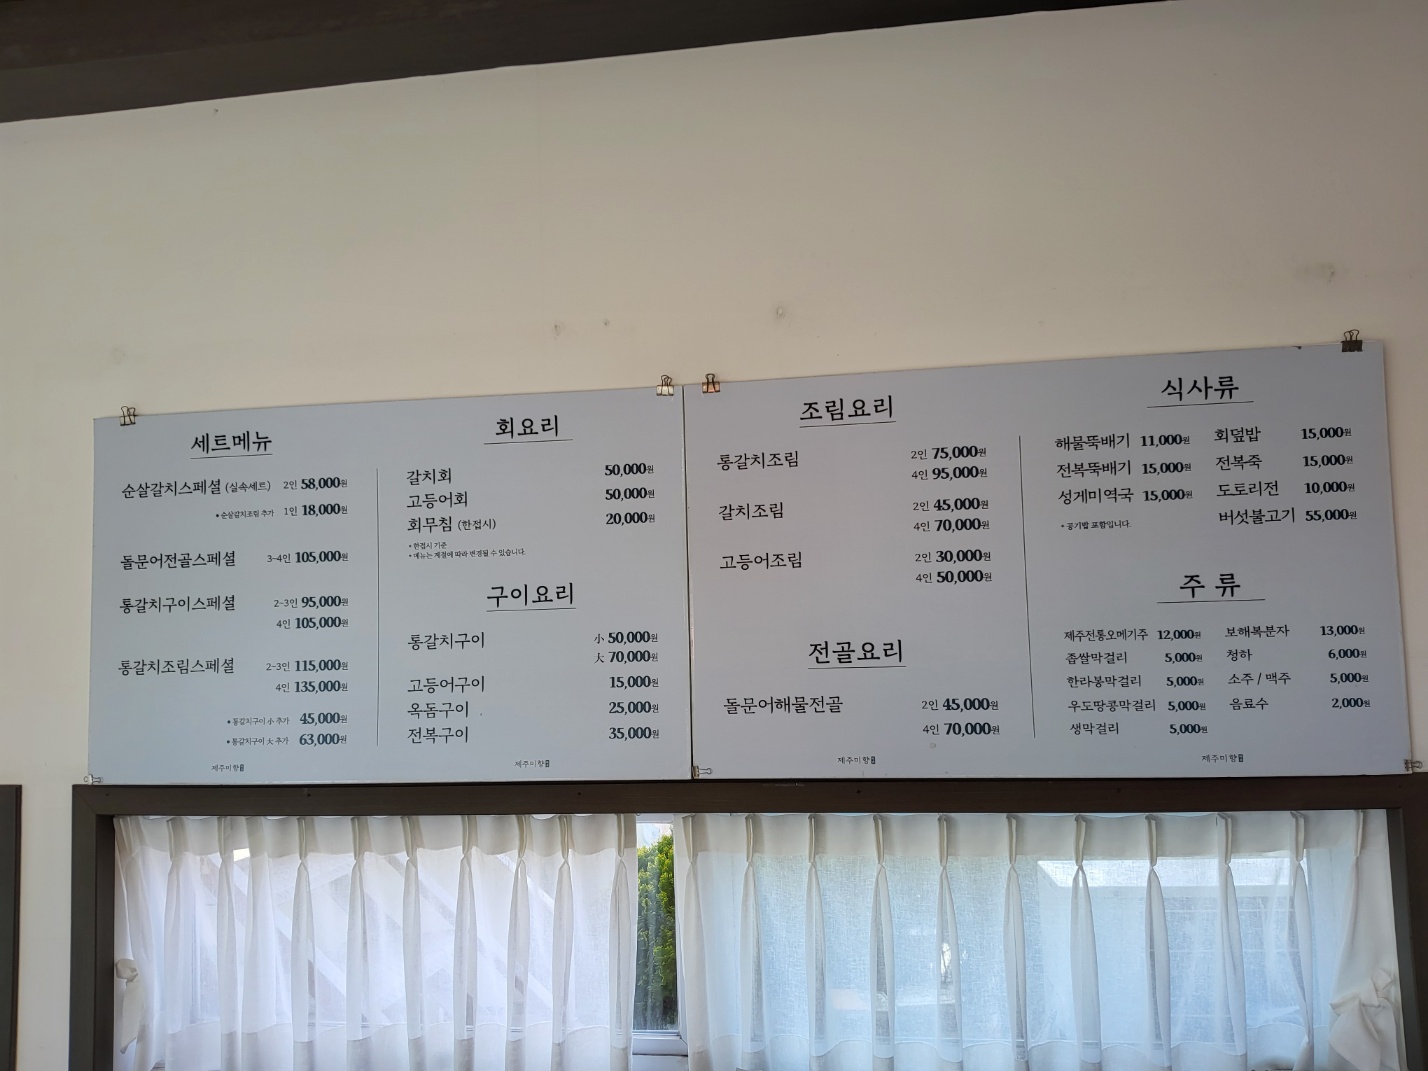 세트메뉴
순살갈치스페셜 (실속세트) 2인 58,000원
• 순살갈치조림 추가 1인 18,000원
돌문어전골스페셜 3~4인 105,000원
통갈치구이스페셜 2~3인 95,000원
4인 105,000원
통갈치조림스페셜 2~3인 115,000원
4인 135,000원
• 통갈치구이 小 추가 45,000원
• 통갈치구이 大 추가 63,000원
제주미향
회요리
갈치회 50,000원
고등어회 50,000원
회무침 (한접시) 20,000원
• 한접시 기준
• 메뉴는 계절에 따라 변경될 수 있습니다.
구이요리
통갈치구이 小 50,000원
大 70,000원
고등어구이 15,000원
옥돔구이 25,000원
전복구이 35,000원
제주미향
조림요리
통갈치조림 2인 75,000원
4인 95,000원
갈치조림 2인 45,000원
4인 70,000원
고등어조림 2인 30,000원
4인 50,000원
전골요리
돌문어해물전골 2인 45,000원
4인 70,000원
제주미향
식사류
해물뚝배기 11,000원 회덮밥 15,000원
전복뚝배기 15,000원 전복죽 15,000원
성게미역국 15,000원 도토리전 10,000원
• 공기밥 포함입니다. 버섯불고기 55,000원
주 류
제주전통오메기주 12,000원 보해복분자 13,000원
좁쌀막걸리 5,000원 청하 6,000원
한라봉막걸리 5,000원 소주 / 맥주 5,000원
우도땅콩막걸리 5,000원 음료수 2,000원
생막걸리 5,000원
제주미향